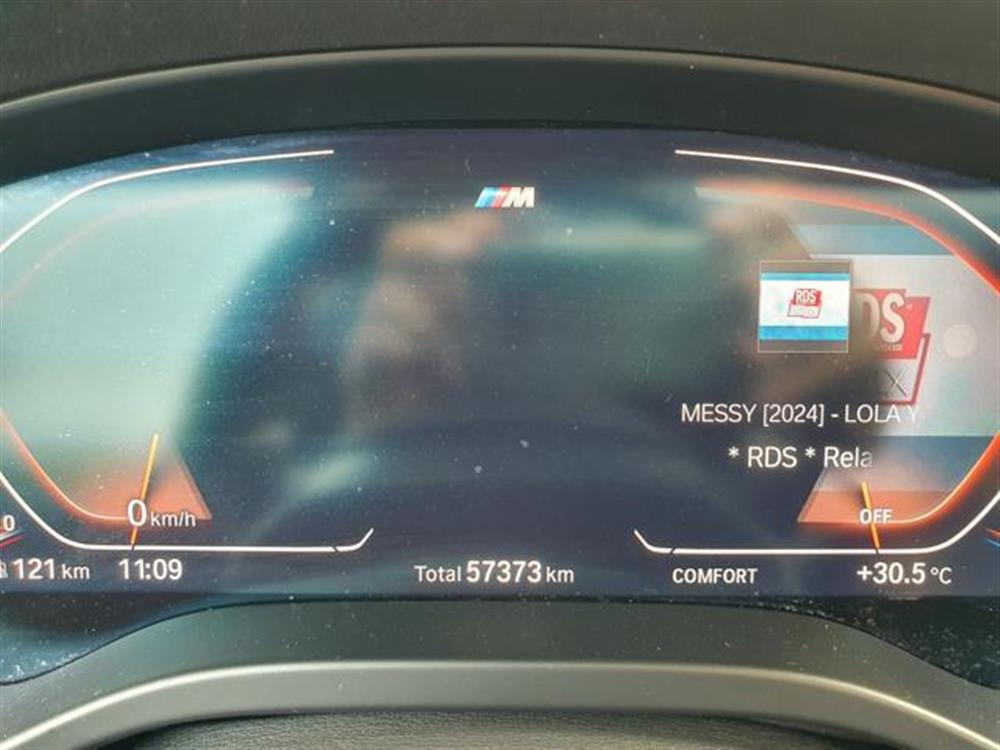 M
RDS
DS
MESSY [2024] - LOLA Y
* RDS * Rela
0 km/h
OFF
121 km 11:09 Total 57373 km COMFORT +30.5 °C